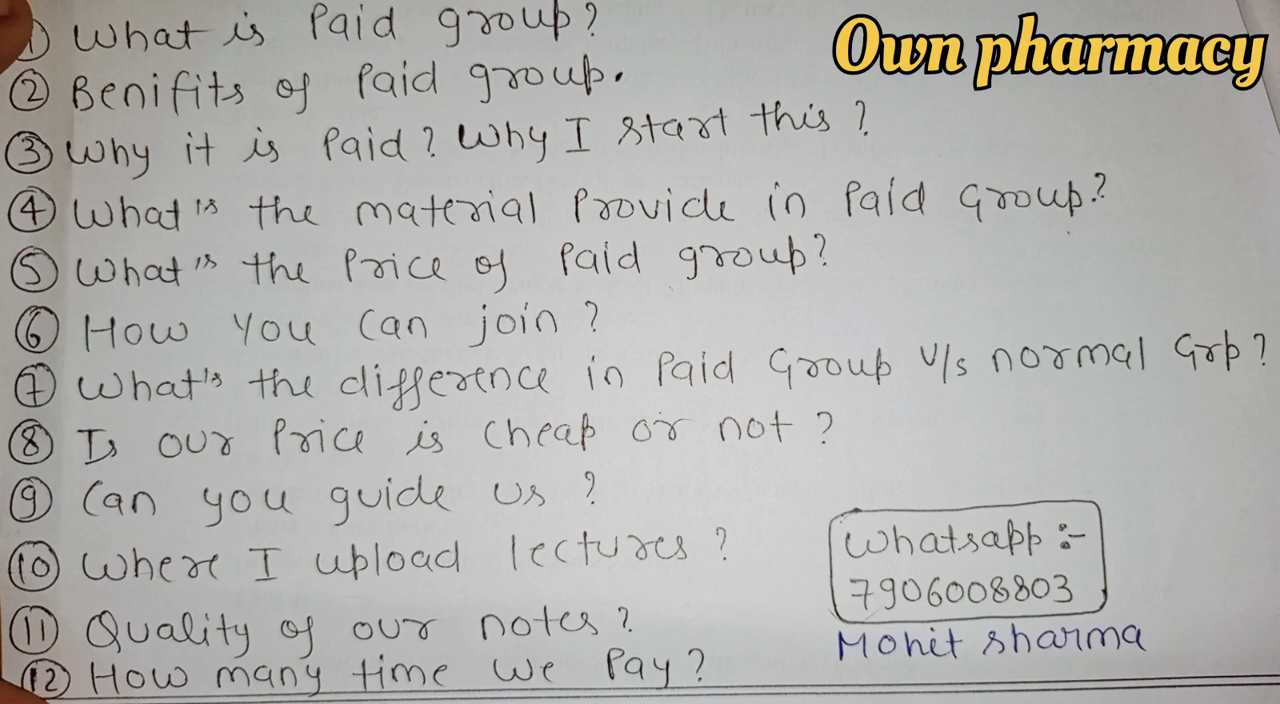 ① What is Paid group?
Own pharmacy
② Benifits of Paid group.
③ Why it is Paid? Why I start this?
④ What is the material Provide in Paid Group?
⑤ What is the Price of Paid group?
⑥ How You Can join?
⑦ What's the difference in Paid Group V/s normal Grp?
⑧ Is our Price is Cheap or not?
⑨ Can you guide us?
⑩ Where I upload lectures?
⑪ Quality of our notes?
⑫ How many time we Pay?
Whatsapp :-
7906008803
Mohit Sharma